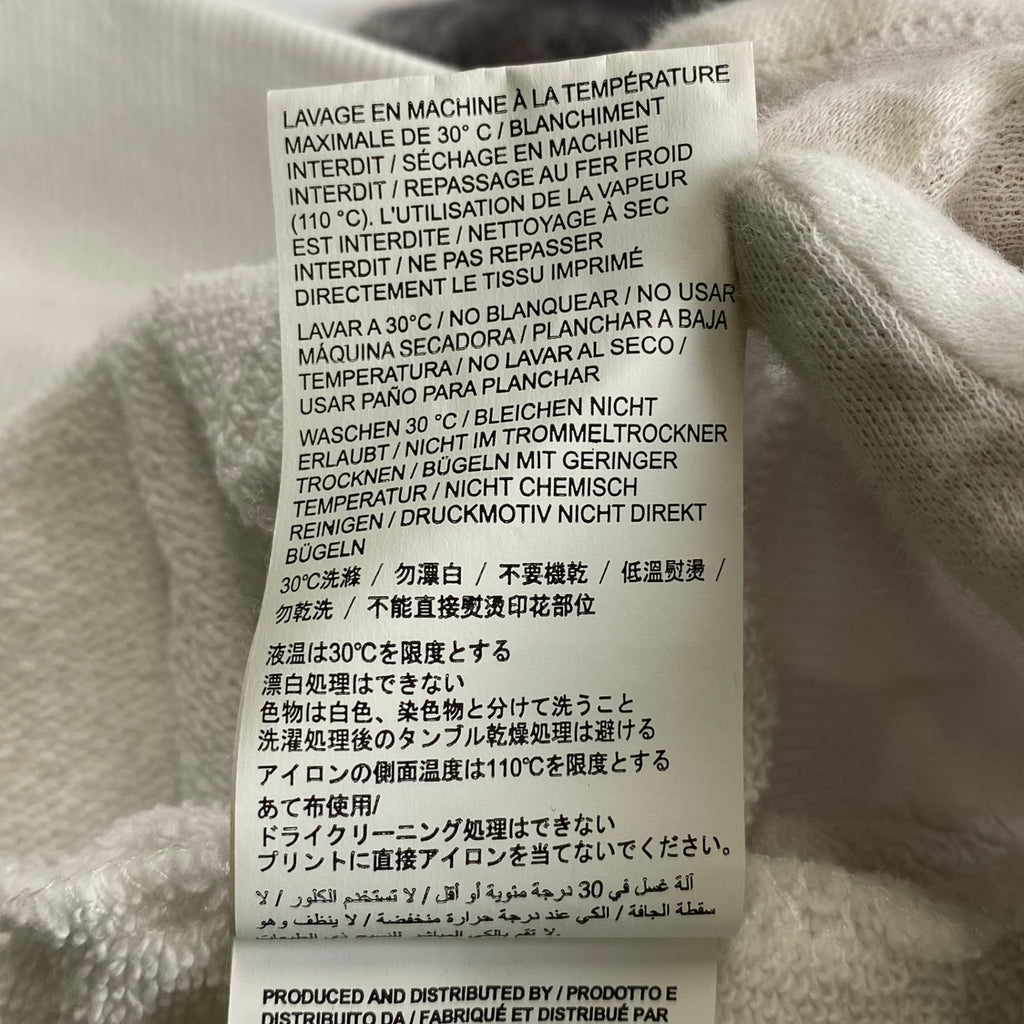 LAVAGE EN MACHINE À LA TEMPÉRATURE
MAXIMALE DE 30° C / BLANCHIMENT
INTERDIT / SÉCHAGE EN MACHINE
INTERDIT / REPASSAGE AU FER FROID
(110 °C). L'UTILISATION DE LA VAPEUR
EST INTERDITE / NETTOYAGE À SEC
INTERDIT / NE PAS REPASSER
DIRECTEMENT LE TISSU IMPRIMÉ
LAVAR A 30°C / NO BLANQUEAR / NO USAR
MÁQUINA SECADORA / PLANCHAR A BAJA
TEMPERATURA / NO LAVAR AL SECO /
USAR PAÑO PARA PLANCHAR
WASCHEN 30 °C / BLEICHEN NICHT
ERLAUBT / NICHT IM TROMMELTROCKNER
TROCKNEN / BÜGELN MIT GERINGER
TEMPERATUR / NICHT CHEMISCH
REINIGEN / DRUCKMOTIV NICHT DIREKT
BÜGELN
30℃洗滌 / 勿漂白 / 不要機乾 / 低溫熨燙 /
勿乾洗 / 不能直接熨燙印花部位
液温は30℃を限度とする
漂白処理はできない
色物は白色、染色物と分けて洗うこと
洗濯処理後のタンブル乾燥処理は避ける
アイロンの側面温度は110℃を限度とする
あて布使用/
ドライクリーニング処理はできない
プリントに直接アイロンを当てないでください。
آلة غسل في 30 درجة مئوية أو أقل / لا تستخدم الكلور / لا
سقطة الجافة / الكي عند درجة حرارة منخفضة / لا ينظف وهو
PRODUCED AND DISTRIBUTED BY / PRODOTTO E
DISTRIBUITO DA / FABRIQUÉ ET DISTRIBUÉ PAR